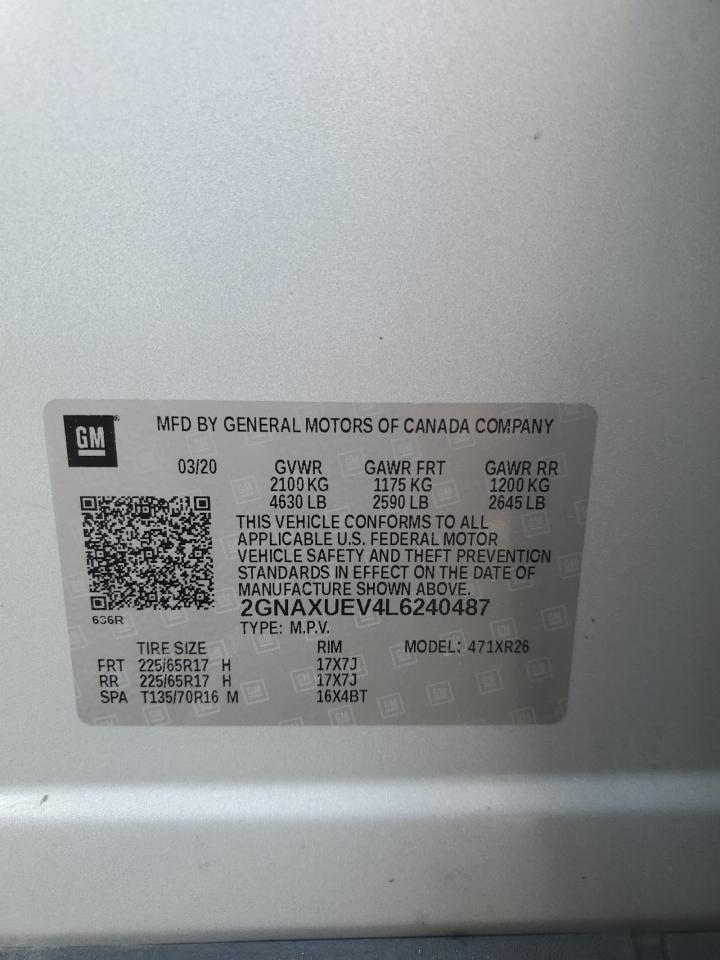 GM
MFD BY GENERAL MOTORS OF CANADA COMPANY
03/20 GVWR GAWR FRT GAWR RR
2100 KG 1175 KG 1200 KG
4630 LB 2590 LB 2645 LB
THIS VEHICLE CONFORMS TO ALL
APPLICABLE U.S. FEDERAL MOTOR
VEHICLE SAFETY AND THEFT PREVENTION
STANDARDS IN EFFECT ON THE DATE OF
MANUFACTURE SHOWN ABOVE.
2GNAXUEV4L6240487
636R
TYPE: M.P.V.
TIRE SIZE RIM MODEL: 471XR26
FRT 225/65R17 H 17X7J
RR 225/65R17 H 17X7J
SPA T135/70R16 M 16X4BT